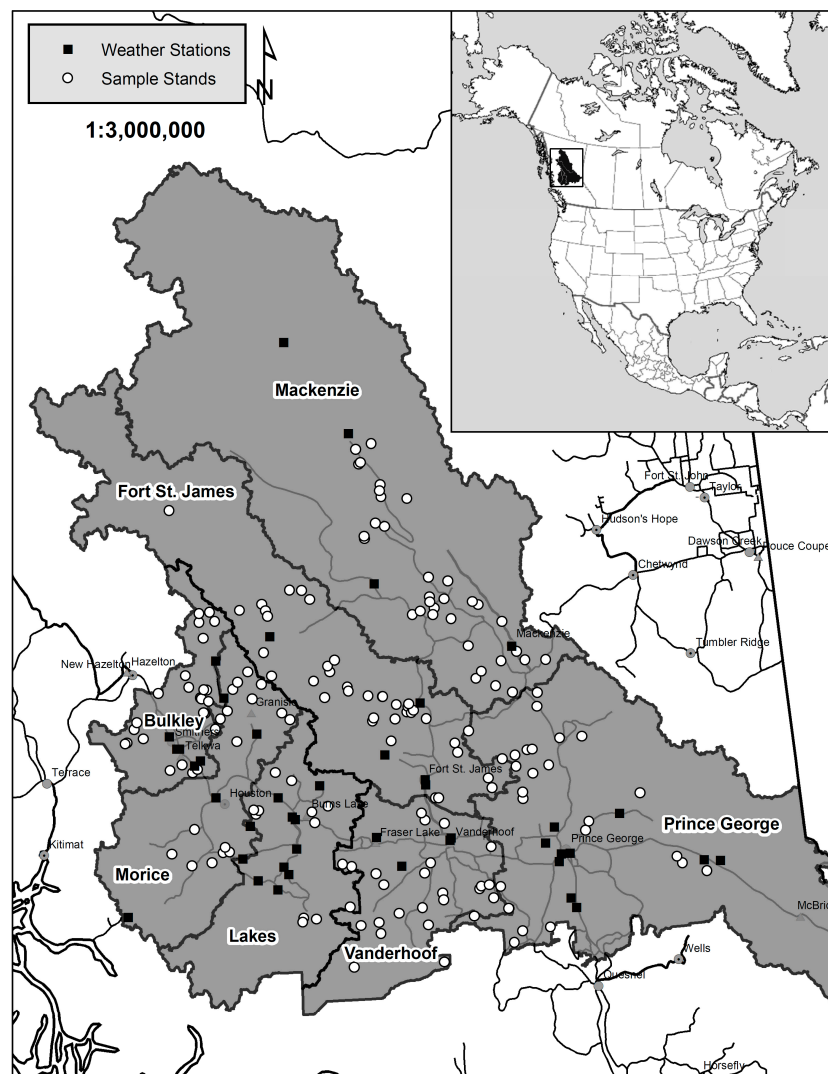 Weather Stations
Sample Stands
N
1:3,000,000
Mackenzie
Fort St. James
Fort St. John
Taylor
Hudson's Hope
Dawson Creek
Pouce Coupe
Chetwynd
Mackenzie
Tumbler Ridge
New Hazelton
Hazelton
Granisle
Bulkley
Smithers
Telkwa
Terrace
Fort St. James
Houston
Burns Lake
Prince George
Fraser Lake
Vanderhoof
Prince George
Kitimat
Morice
McBri
Lakes
Vanderhoof
Wells
Quesnel
Horsefly